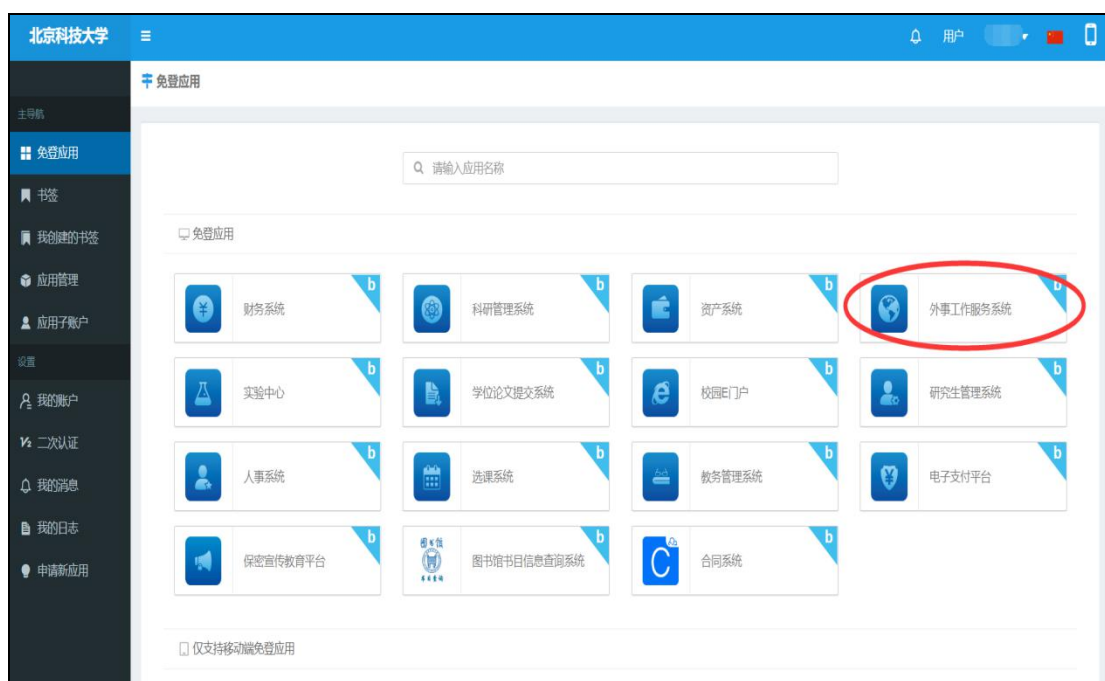 北京科技大学
用户
免登应用
主导航
免登应用
书签
我创建的书签
应用管理
应用子账户
设置
我的账户
二次认证
我的消息
我的日志
申请新应用
请输入应用名称
免登应用
财务系统 b
科研管理系统 b
资产系统 b
外事工作服务系统 b
实验中心 b
学位论文提交系统 b
校园E门户 b
研究生管理系统 b
人事系统 b
选课系统 b
教务管理系统 b
电子支付平台 b
保密宣传教育平台 b
图书馆书目信息查询系统 b
合同系统 b
仅支持移动端免登应用